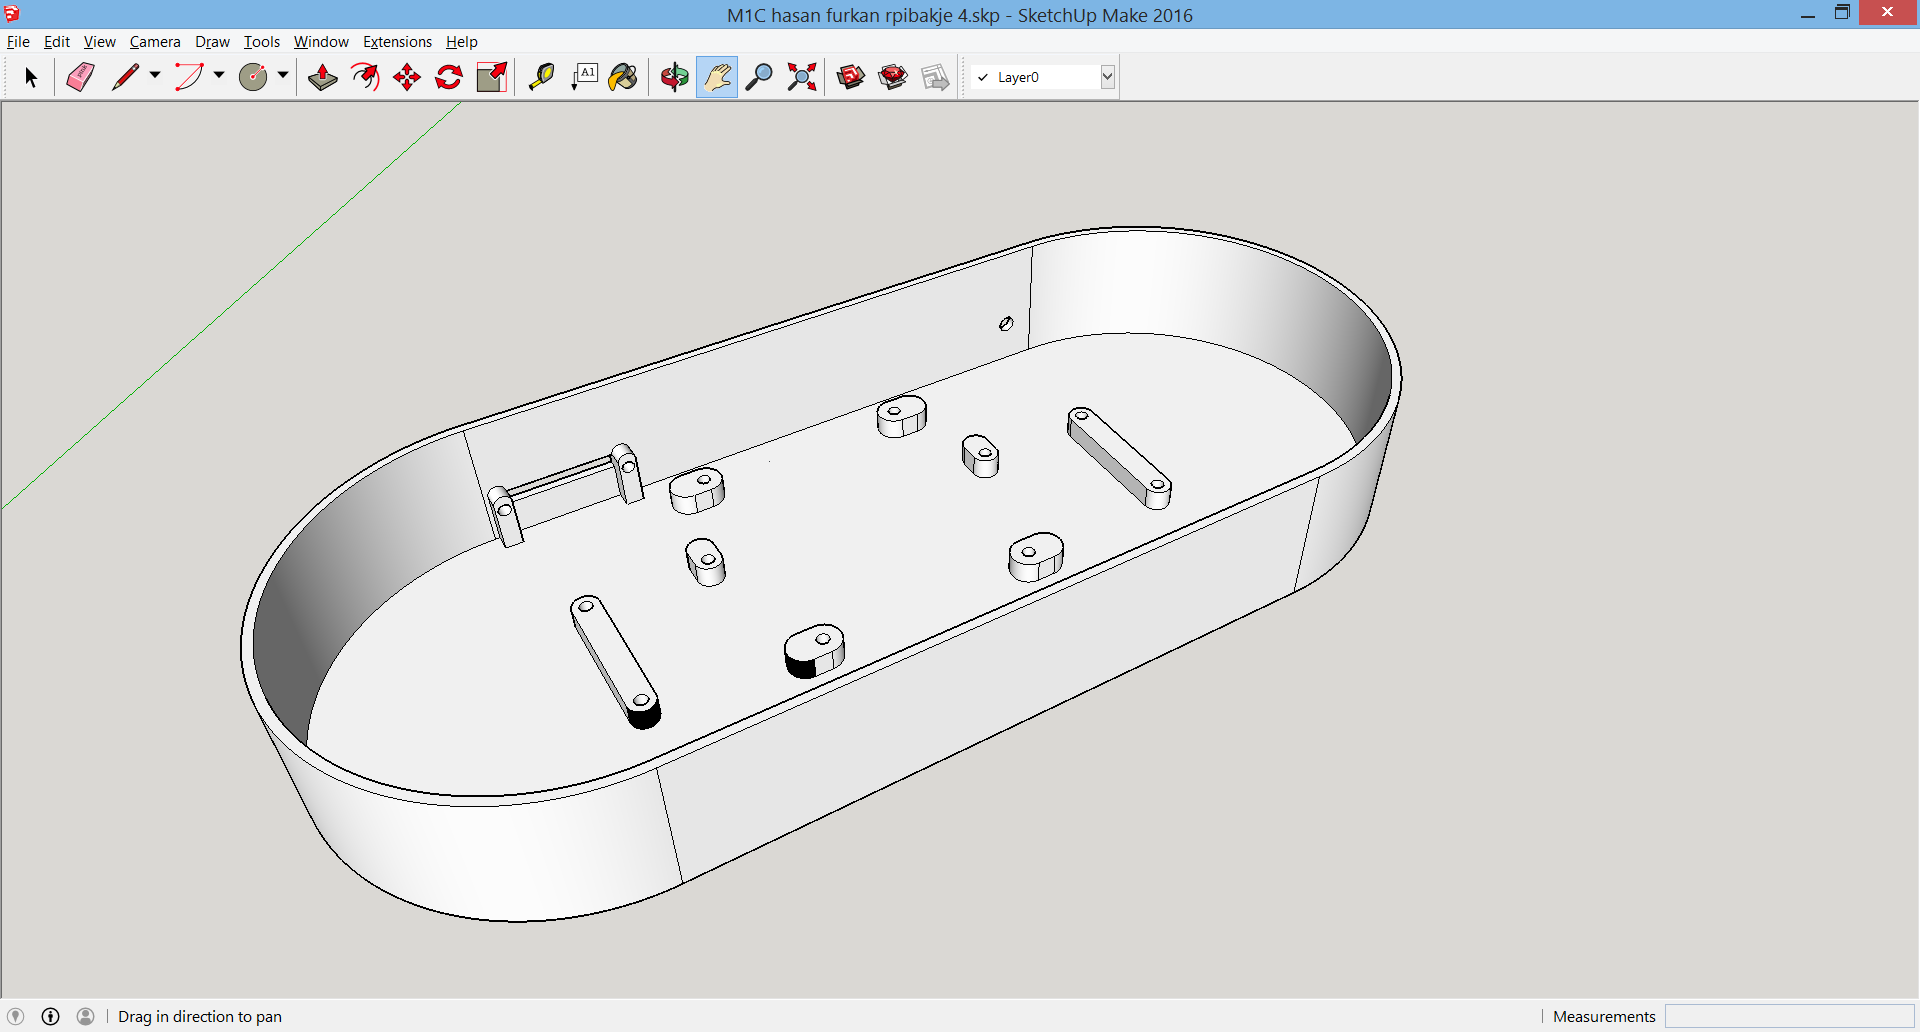 M1C hasan furkan rpibakje 4.skp - SketchUp Make 2016
File Edit View Camera Draw Tools Window Extensions Help
A1
Layer0
Drag in direction to pan
Measurements